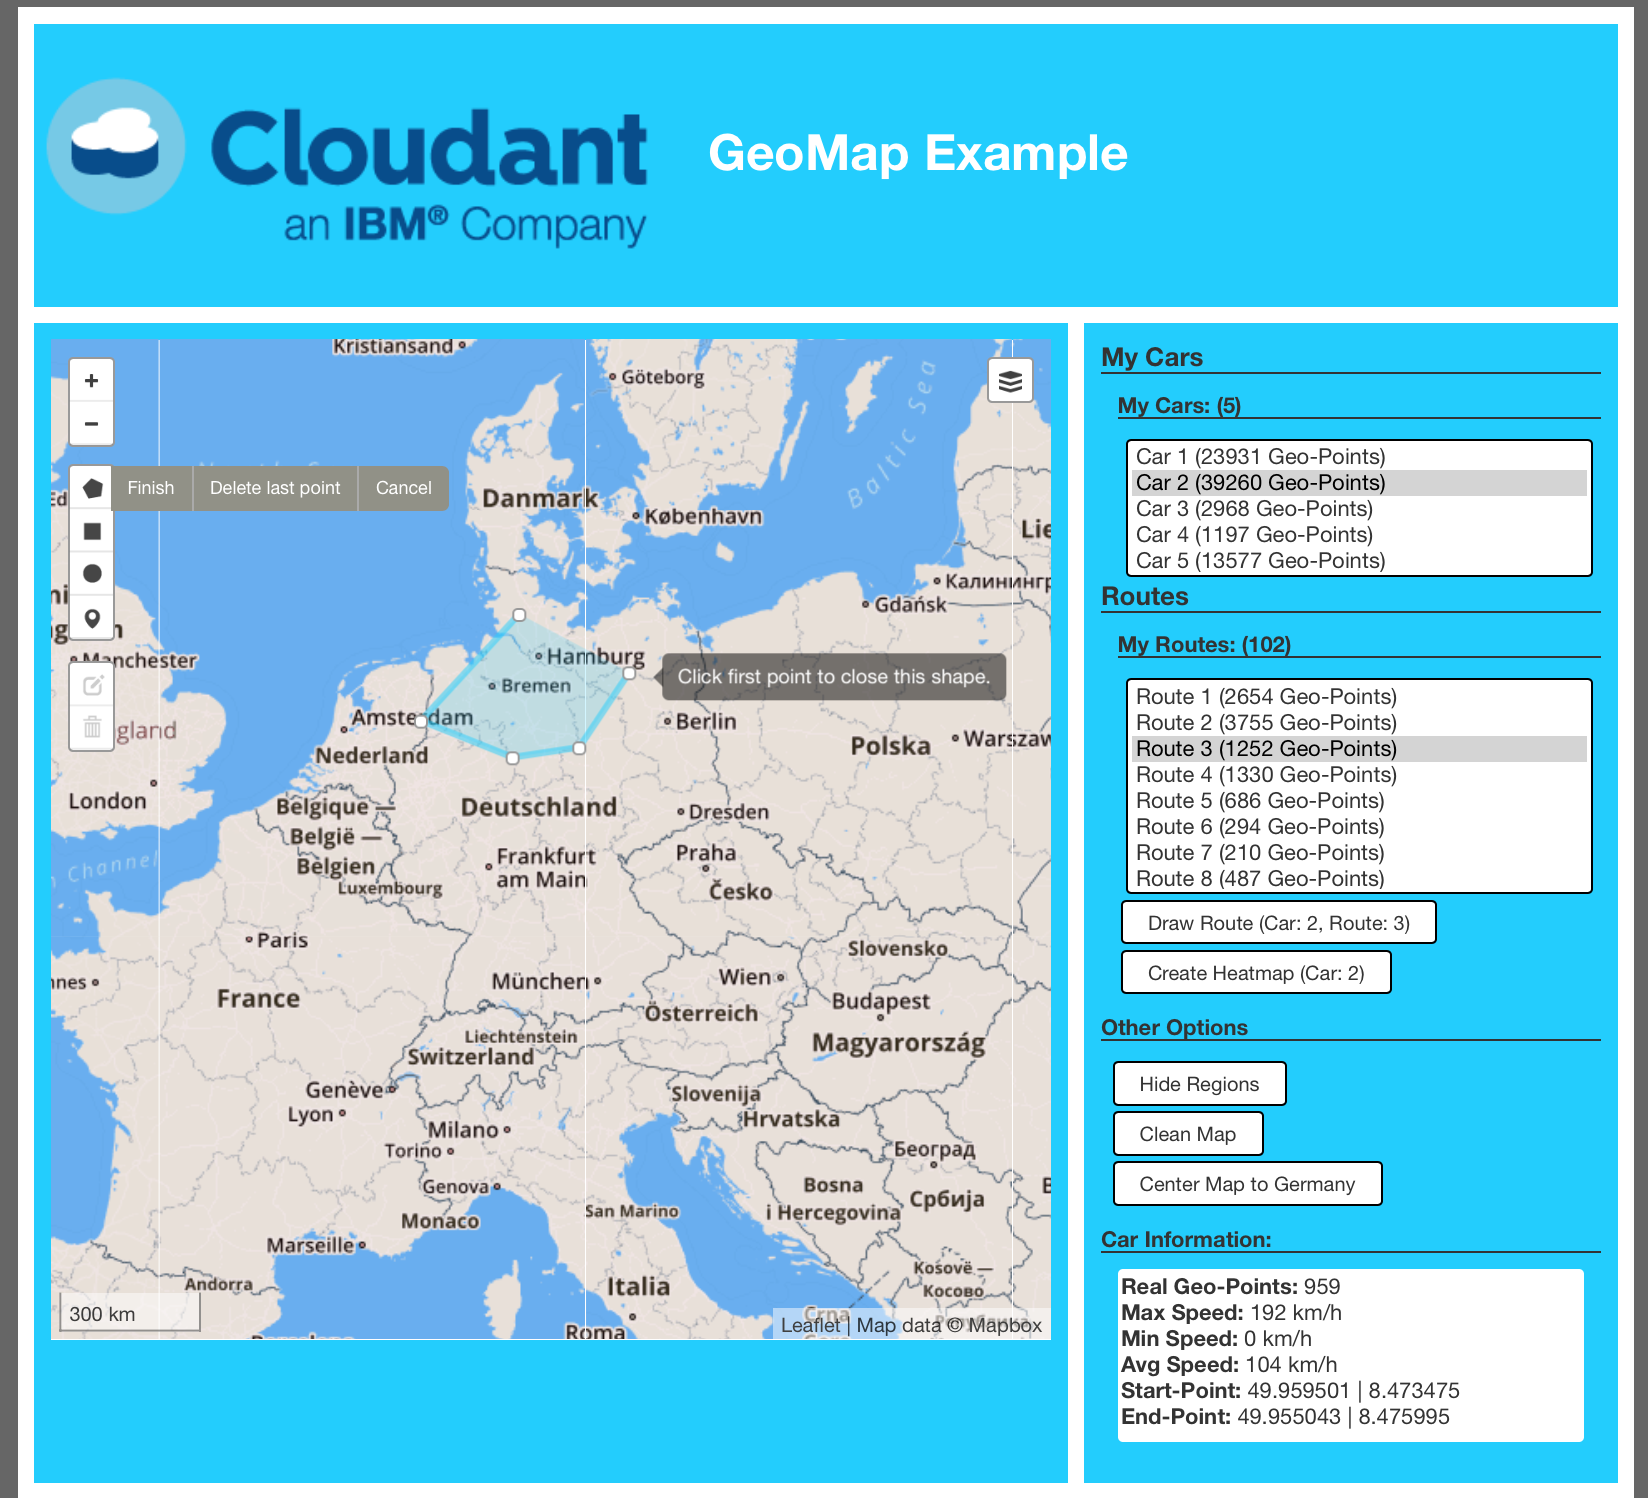 Cloudant
an IBM® Company
GeoMap Example
+
−
Finish
Delete last point
Cancel
Kristiansand
Göteborg
Baltic Sea
Danmark
København
Калинингр
Gdańsk
Manchester
Hamburg
Bremen
Click first point to close this shape.
Amsterdam
Berlin
gland
Nederland
Polska
Warszaw
London
Belgique —
België —
Belgien
Deutschland
Dresden
Channel
Frankfurt
am Main
Praha
Česko
Luxembourg
Paris
Slovensko
nnes
München
Wien
France
Österreich
Budapest
Liechtenstein
Switzerland
Magyarország
Genève
Slovenija
Lyon
Hrvatska
Milano
Torino
Београд
Genova
Bosna
i Hercegovina
Србија
San Marino
Monaco
Marseille
Kosovë —
Косово
Andorra
Italia
300 km
Crna
Roma
Leaflet | Map data © Mapbox
My Cars
My Cars: (5)
Car 1 (23931 Geo-Points)
Car 2 (39260 Geo-Points)
Car 3 (2968 Geo-Points)
Car 4 (1197 Geo-Points)
Car 5 (13577 Geo-Points)
Routes
My Routes: (102)
Route 1 (2654 Geo-Points)
Route 2 (3755 Geo-Points)
Route 3 (1252 Geo-Points)
Route 4 (1330 Geo-Points)
Route 5 (686 Geo-Points)
Route 6 (294 Geo-Points)
Route 7 (210 Geo-Points)
Route 8 (487 Geo-Points)
Draw Route (Car: 2, Route: 3)
Create Heatmap (Car: 2)
Other Options
Hide Regions
Clean Map
Center Map to Germany
Car Information:
Real Geo-Points: 959
Max Speed: 192 km/h
Min Speed: 0 km/h
Avg Speed: 104 km/h
Start-Point: 49.959501 | 8.473475
End-Point: 49.955043 | 8.475995